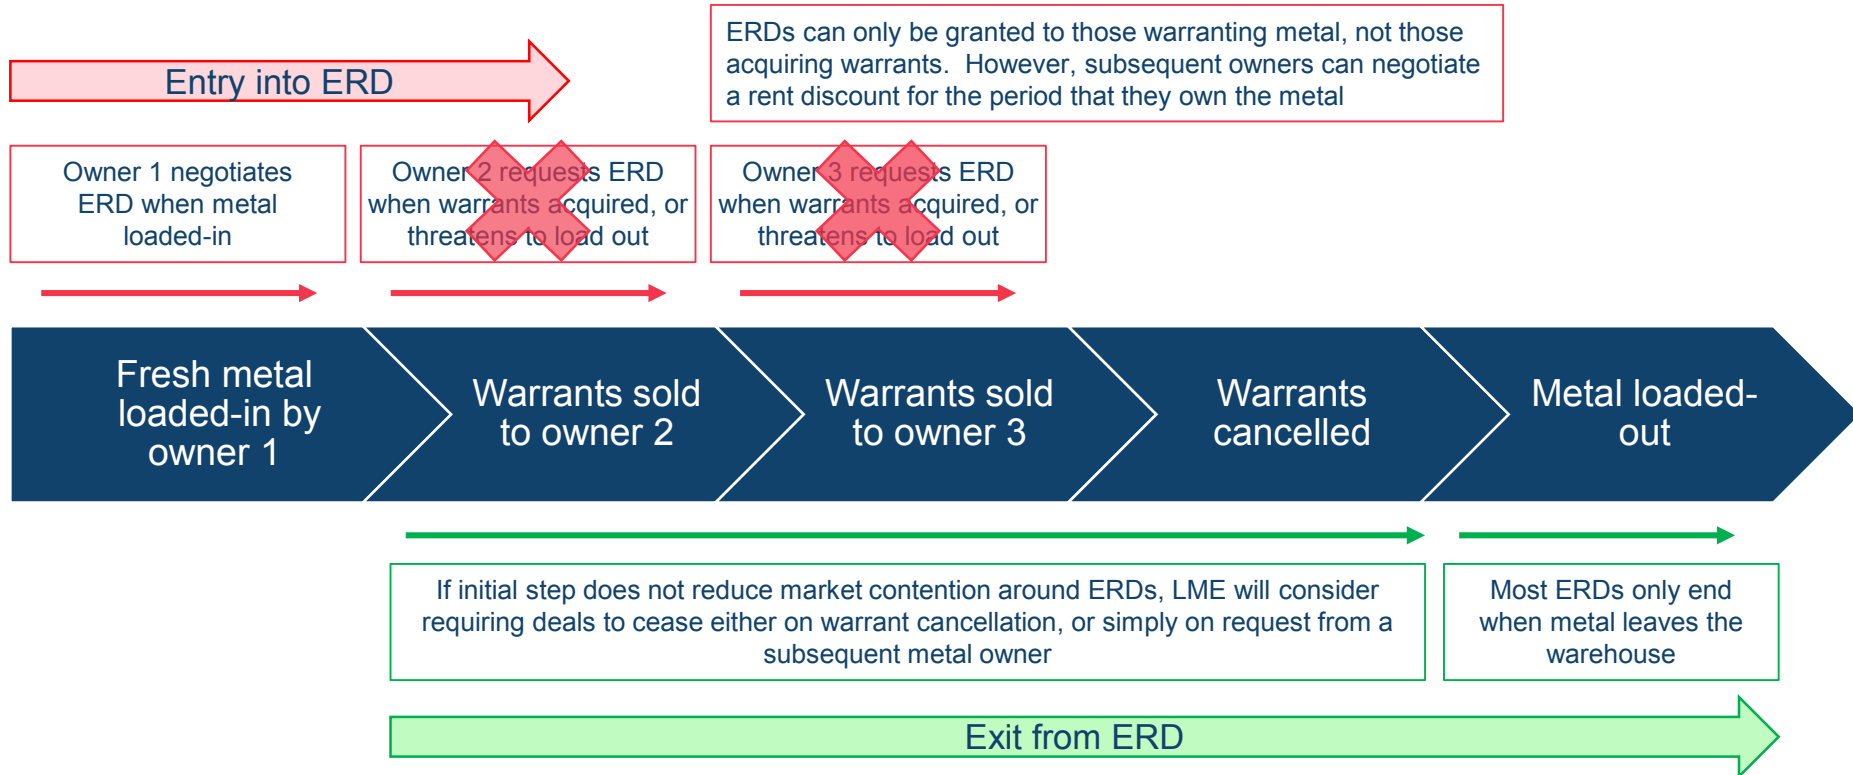 Entry into ERD
ERDs can only be granted to those warranting metal, not those
acquiring warrants. However, subsequent owners can negotiate
a rent discount for the period that they own the metal
Owner 1 negotiates
ERD when metal
loaded-in
Owner 2 requests ERD
when warrants acquired, or
threatens to load out
Owner 3 requests ERD
when warrants acquired, or
threatens to load out
Fresh metal
loaded-in by
owner 1
Warrants sold
to owner 2
Warrants sold
to owner 3
Warrants
cancelled
Metal loaded-
out
If initial step does not reduce market contention around ERDs, LME will consider
requiring deals to cease either on warrant cancellation, or simply on request from a
subsequent metal owner
Most ERDs only end
when metal leaves the
warehouse
Exit from ERD